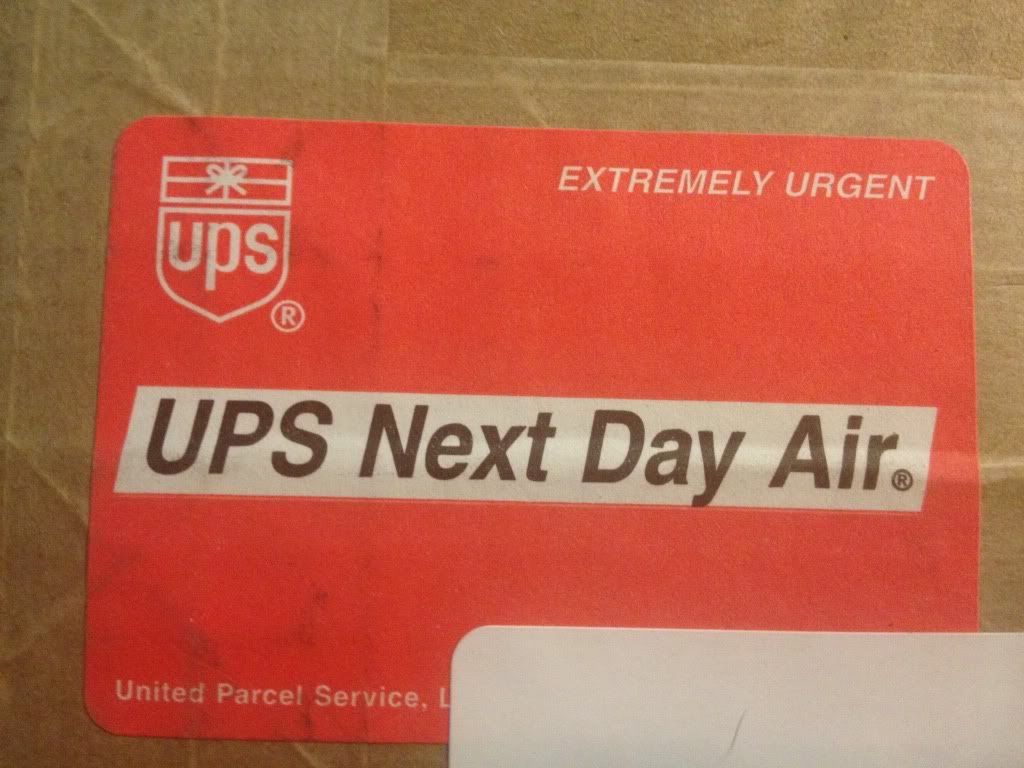 EXTREMELY URGENT
ups
®
UPS Next Day Air®
United Parcel Service, L